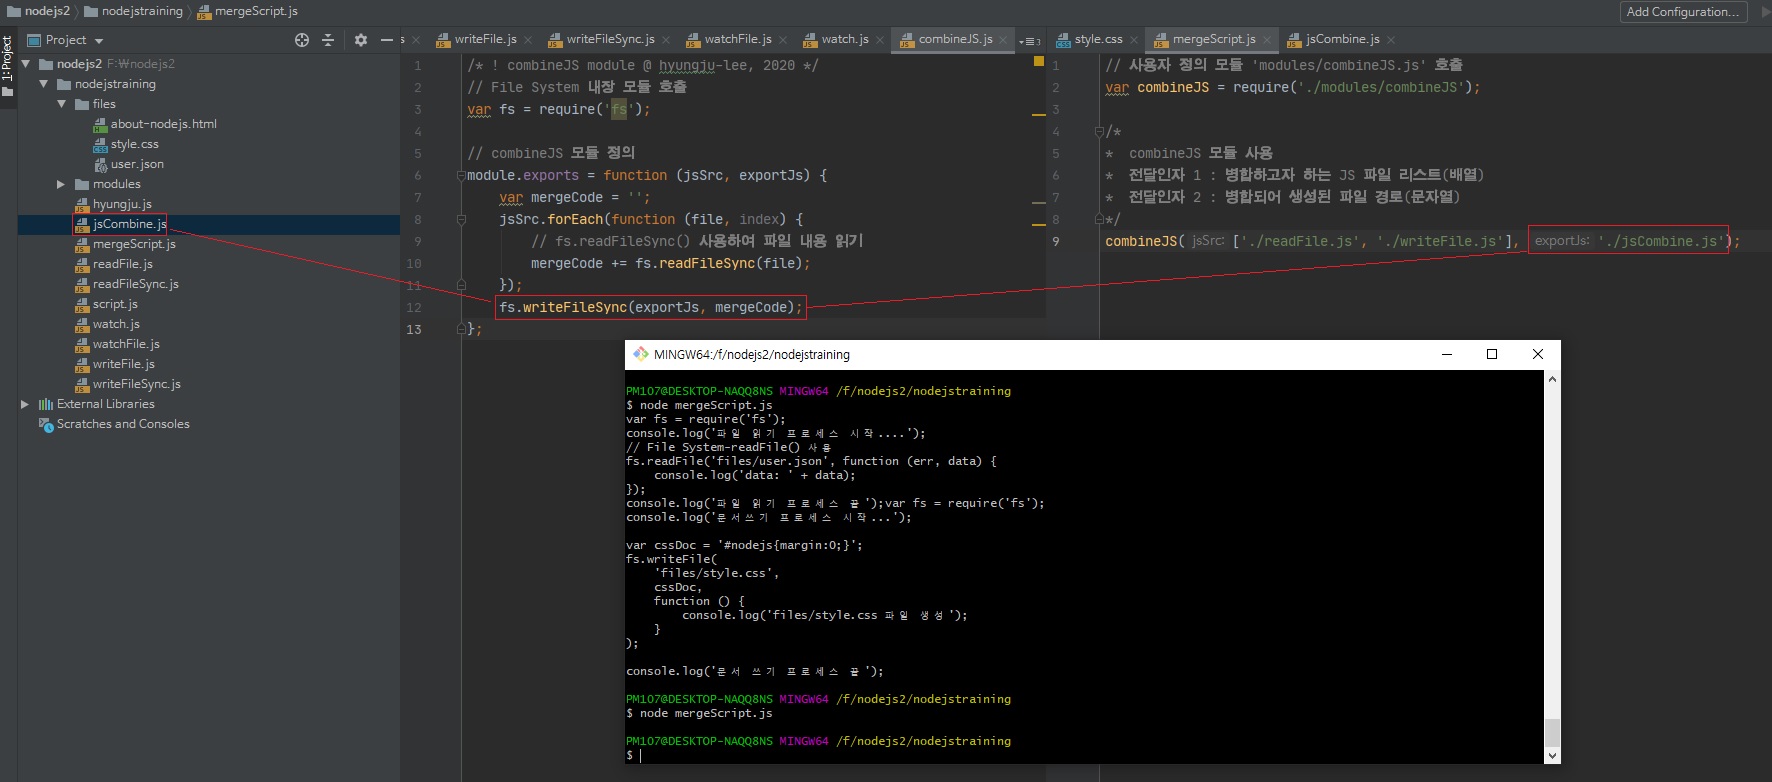 nodejs2 nodejstraining mergeScript.js
Add Configuration...
1: Project
Project
nodejs2 F:\nodejs2
nodejstraining
files
about-nodejs.html
style.css
user.json
modules
hyungju.js
jsCombine.js
mergeScript.js
readFile.js
readFileSync.js
script.js
watch.js
watchFile.js
writeFile.js
writeFileSync.js
External Libraries
Scratches and Consoles
s writeFile.js writeFileSync.js watchFile.js watch.js combineJS.js 3
1 /* ! combineJS module @ hyungju-lee, 2020 */
2 // File System 내장 모듈 호출
3 var fs = require('fs');
4
5 // combineJS 모듈 정의
6 module.exports = function (jsSrc, exportJs) {
7 var mergeCode = '';
8 jsSrc.forEach(function (file, index) {
9 // fs.readFileSync() 사용하여 파일 내용 읽기
10 mergeCode += fs.readFileSync(file);
11 });
12 fs.writeFileSync(exportJs, mergeCode);
13 };
style.css mergeScript.js jsCombine.js
1 // 사용자 정의 모듈 'modules/combineJS.js' 호출
2 var combineJS = require('./modules/combineJS');
3
4 /*
5 * combineJS 모듈 사용
6 * 전달인자 1 : 병합하고자 하는 JS 파일 리스트(배열)
7 * 전달인자 2 : 병합되어 생성된 파일 경로(문자열)
8 */
9 combineJS( jsSrc: ['./readFile.js', './writeFile.js'], exportJs: './jsCombine.js');
MINGW64:/f/nodejs2/nodejstraining
PM107@DESKTOP-NAQQ8NS MINGW64 /f/nodejs2/nodejstraining
$ node mergeScript.js
var fs = require('fs');
console.log('파일 읽기 프로세스 시작....');
// File System-readFile() 사용
fs.readFile('files/user.json', function (err, data) {
console.log('data: ' + data);
});
console.log('파일 읽기 프로세스 끝');var fs = require('fs');
console.log('문서쓰기 프로세스 시작...');
var cssDoc = '#nodejs{margin:0;}';
fs.writeFile(
'files/style.css',
cssDoc,
function () {
console.log('files/style.css 파일 생성');
}
);
console.log('문서 쓰기 프로세스 끝');
PM107@DESKTOP-NAQQ8NS MINGW64 /f/nodejs2/nodejstraining
$ node mergeScript.js
PM107@DESKTOP-NAQQ8NS MINGW64 /f/nodejs2/nodejstraining
$